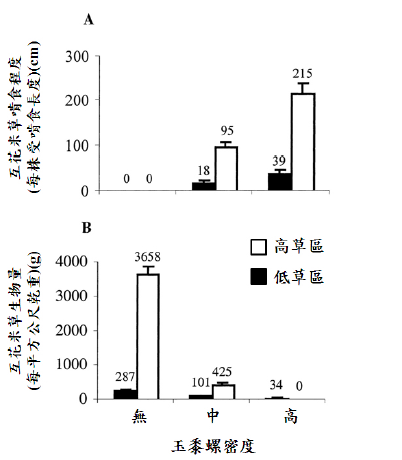 A
五花米草啃食程度
(每株受啃食長度)(cm)
300
200
100
0
0
0
18
95
39
215
B
五花米草生物量
(每平方公尺乾重)(g)
高草區
低草區
4000
3000
2000
1000
0
287
3658
101
425
34
0
無
中
高
玉黍螺密度